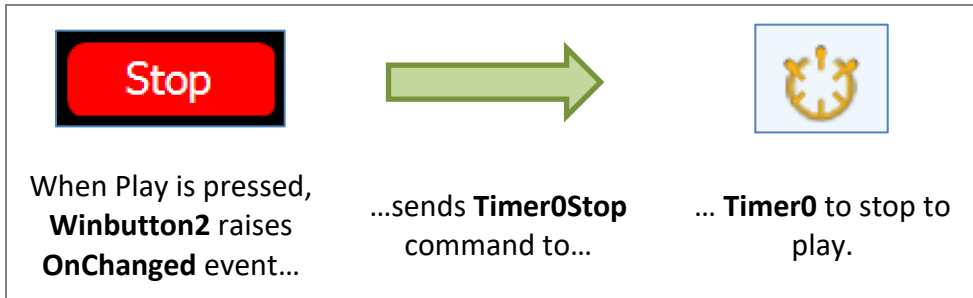 Stop
When Play is pressed,
Winbutton2 raises
OnChanged event…
…sends Timer0Stop
command to…
… Timer0 to stop to
play.